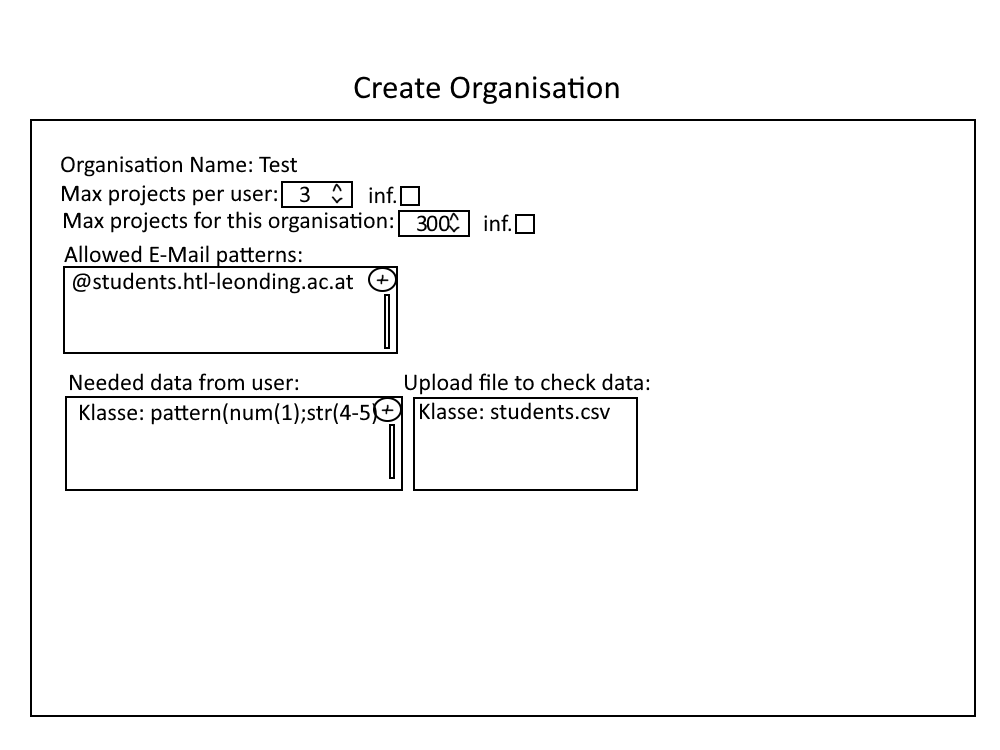 Create Organisation
Organisation Name: Test
Max projects per user: 3 inf.
Max projects for this organisation: 300 inf.
Allowed E-Mail patterns:
@students.htl-leonding.ac.at +
Needed data from user: Upload file to check data:
Klasse: pattern(num(1);str(4-5) + Klasse: students.csv